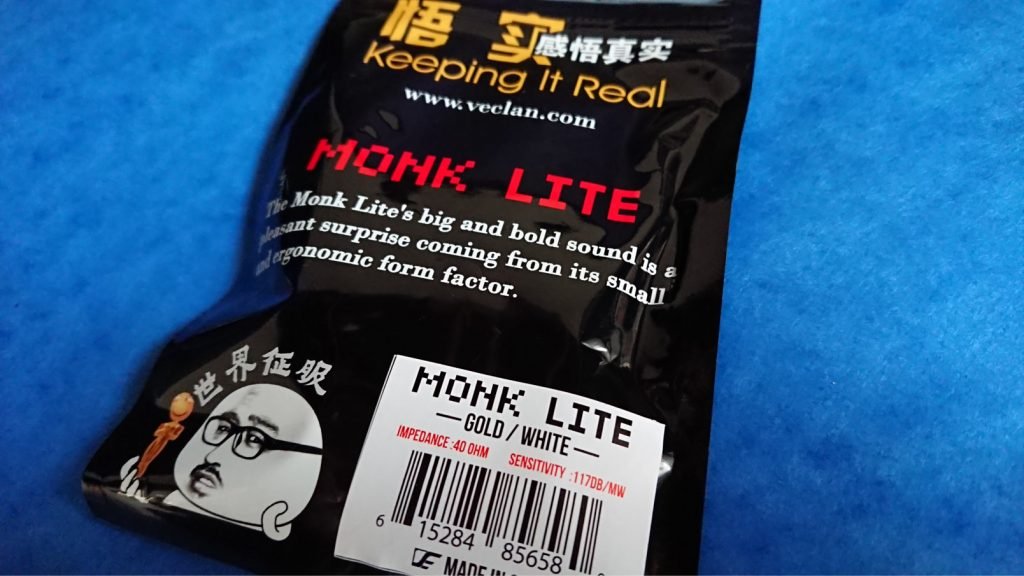 悟 实 感悟真实
Keeping It Real
www.veclan.com
MONK LITE
The Monk Lite's big and bold sound is a
pleasant surprise coming from its small
and ergonomic form factor.
世界征服
MONK LITE
—GOLD / WHITE—
IMPEDANCE :40 OHM SENSITIVITY :117DB/MW
6 15284 85658
VE MADE IN